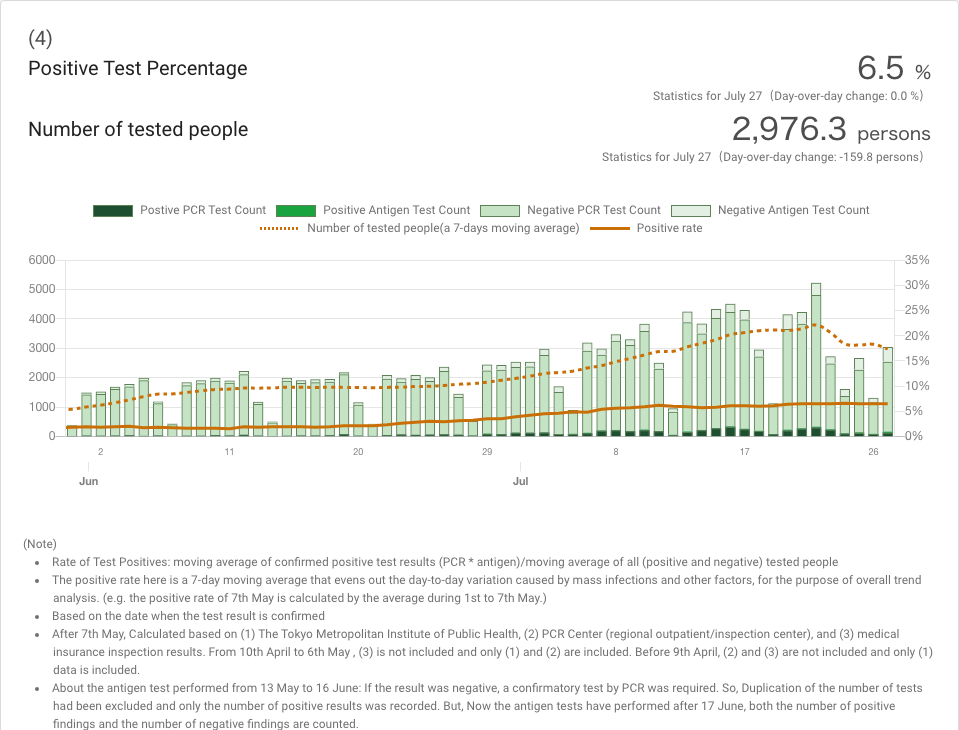 (4)
Positive Test Percentage
6.5 %
Statistics for July 27 (Day-over-day change: 0.0 %)
Number of tested people
2,976.3 persons
Statistics for July 27 (Day-over-day change: -159.8 persons)
Postive PCR Test Count Positive Antigen Test Count Negative PCR Test Count Negative Antigen Test Count
Number of tested people(a 7-days moving average) Positive rate
6000
5000
4000
3000
2000
1000
0
35%
30%
25%
20%
15%
10%
5%
0%
2 11 20 29 8 17 26
Jun Jul
(Note)
Rate of Test Positives: moving average of confirmed positive test results (PCR * antigen)/moving average of all (positive and negative) tested people
The positive rate here is a 7-day moving average that evens out the day-to-day variation caused by mass infections and other factors, for the purpose of overall trend
analysis. (e.g. the positive rate of 7th May is calculated by the average during 1st to 7th May.)
Based on the date when the test result is confirmed
After 7th May, Calculated based on (1) The Tokyo Metropolitan Institute of Public Health, (2) PCR Center (regional outpatient/inspection center), and (3) medical
insurance inspection results. From 10th April to 6th May , (3) is not included and only (1) and (2) are included. Before 9th April, (2) and (3) are not included and only (1)
data is included.
About the antigen test performed from 13 May to 16 June: If the result was negative, a confirmatory test by PCR was required. So, Duplication of the number of tests
had been excluded and only the number of positive results was recorded. But, Now the antigen tests have performed after 17 June, both the number of positive
findings and the number of negative findings are counted.